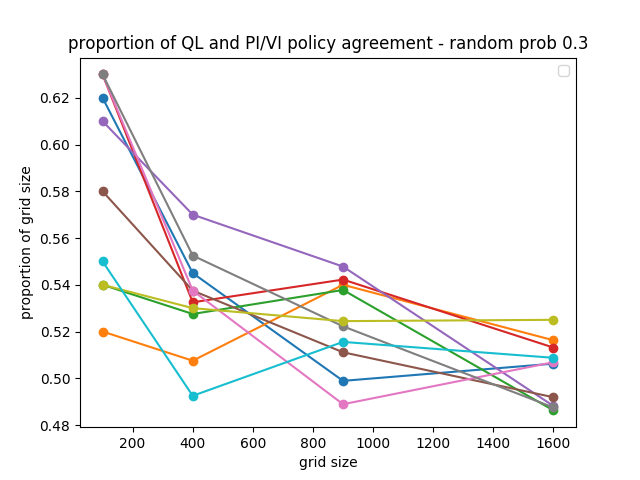 proportion of QL and PI/VI policy agreement - random prob 0.3
proportion of grid size
0.62
0.60
0.58
0.56
0.54
0.52
0.50
0.48
200 400 600 800 1000 1200 1400 1600
grid size